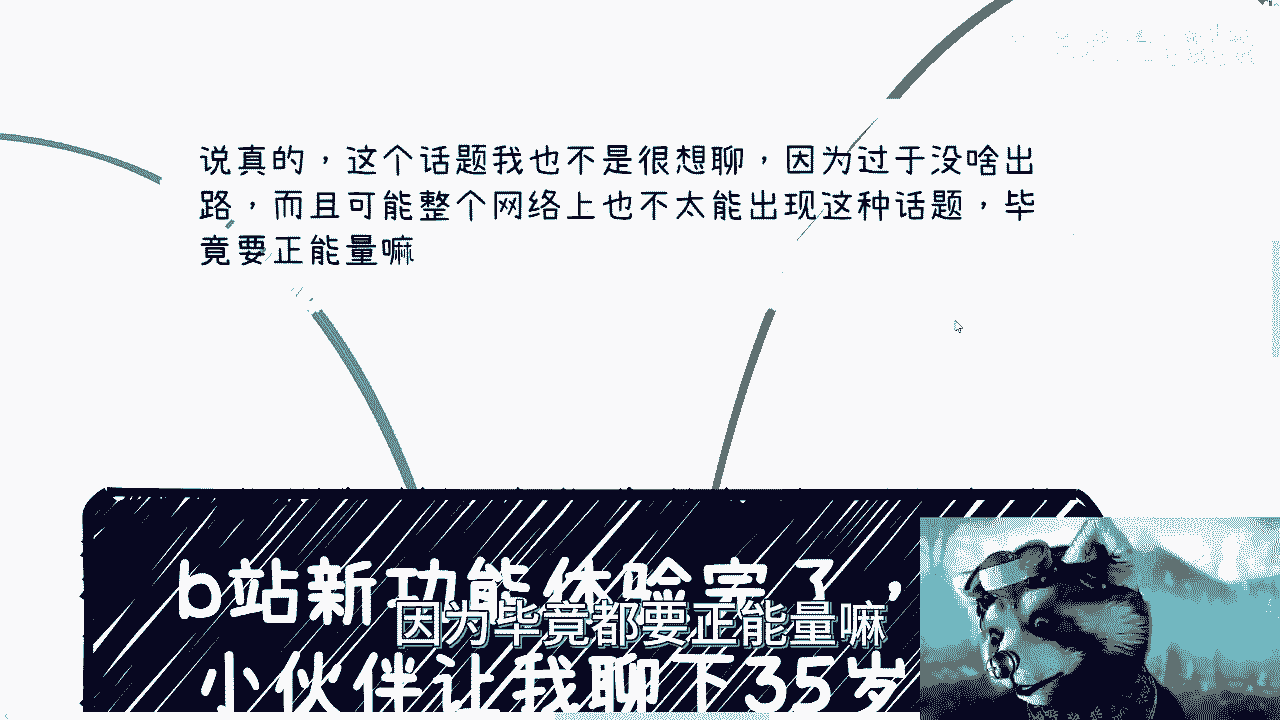 说真的，这个话题我也不是很想聊，因为过于没啥出
路，而且可能整个网络上也不太能出现这种话题，毕
竟要正能量嘛
b站新功能体验完了，
因为毕竟都要正能量嘛
小伙伴让我聊下35岁